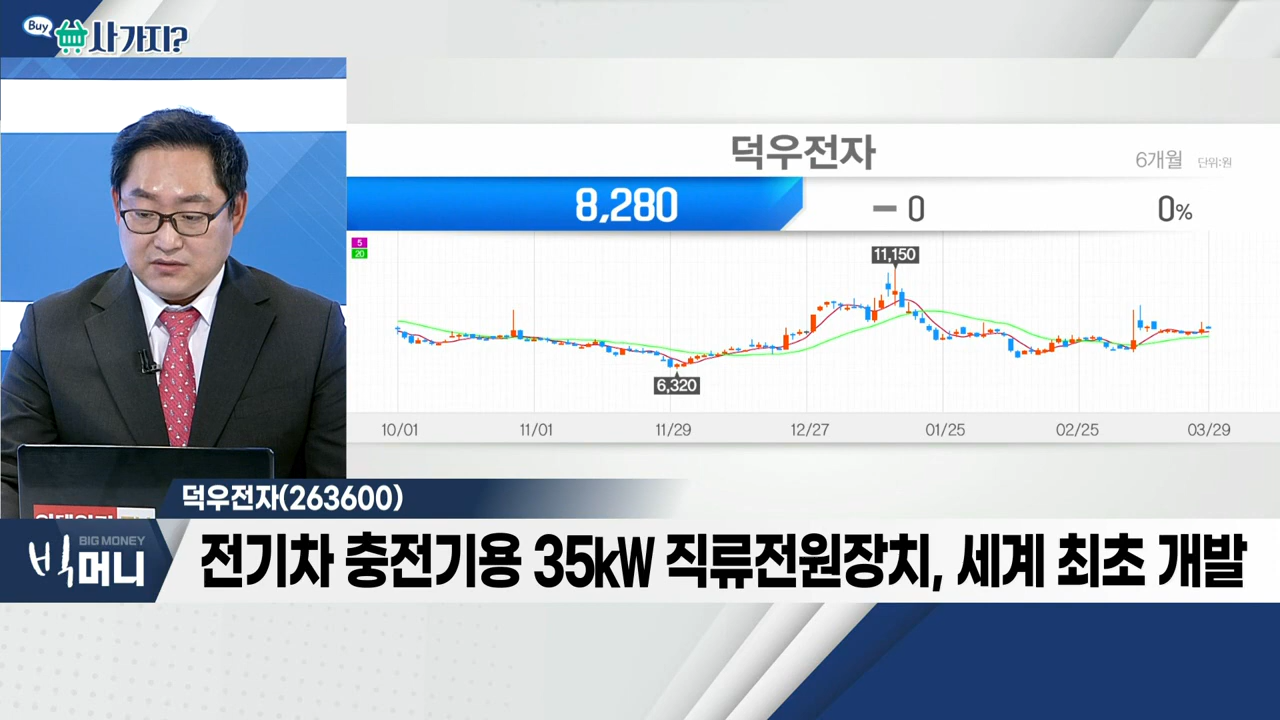 Buy 사 가지?
덕우전자
6개월 단위:원
8,280 0 0%
5
20
11,150
6,320
10/01 11/01 11/29 12/27 01/25 02/25 03/29
덕우전자(263600)
빅머니 BIG MONEY
전기차 충전기용 35kW 직류전원장치, 세계 최초 개발